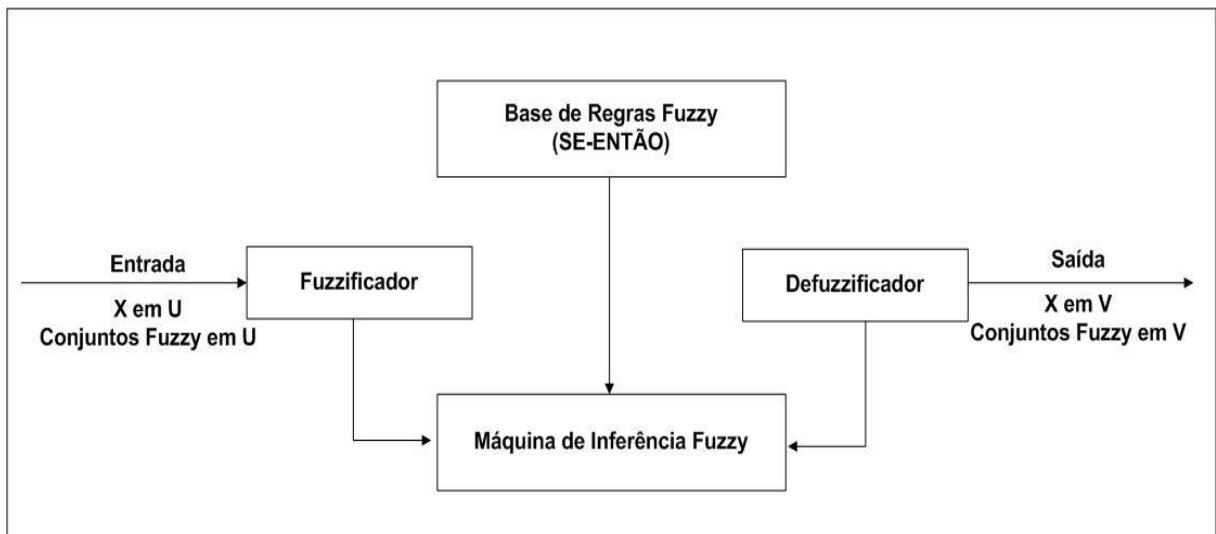 Base de Regras Fuzzy
(SE-ENTÃO)
Entrada
X em U
Conjuntos Fuzzy em U
Fuzzificador
Defuzzificador
Saída
X em V
Conjuntos Fuzzy em V
Máquina de Inferência Fuzzy